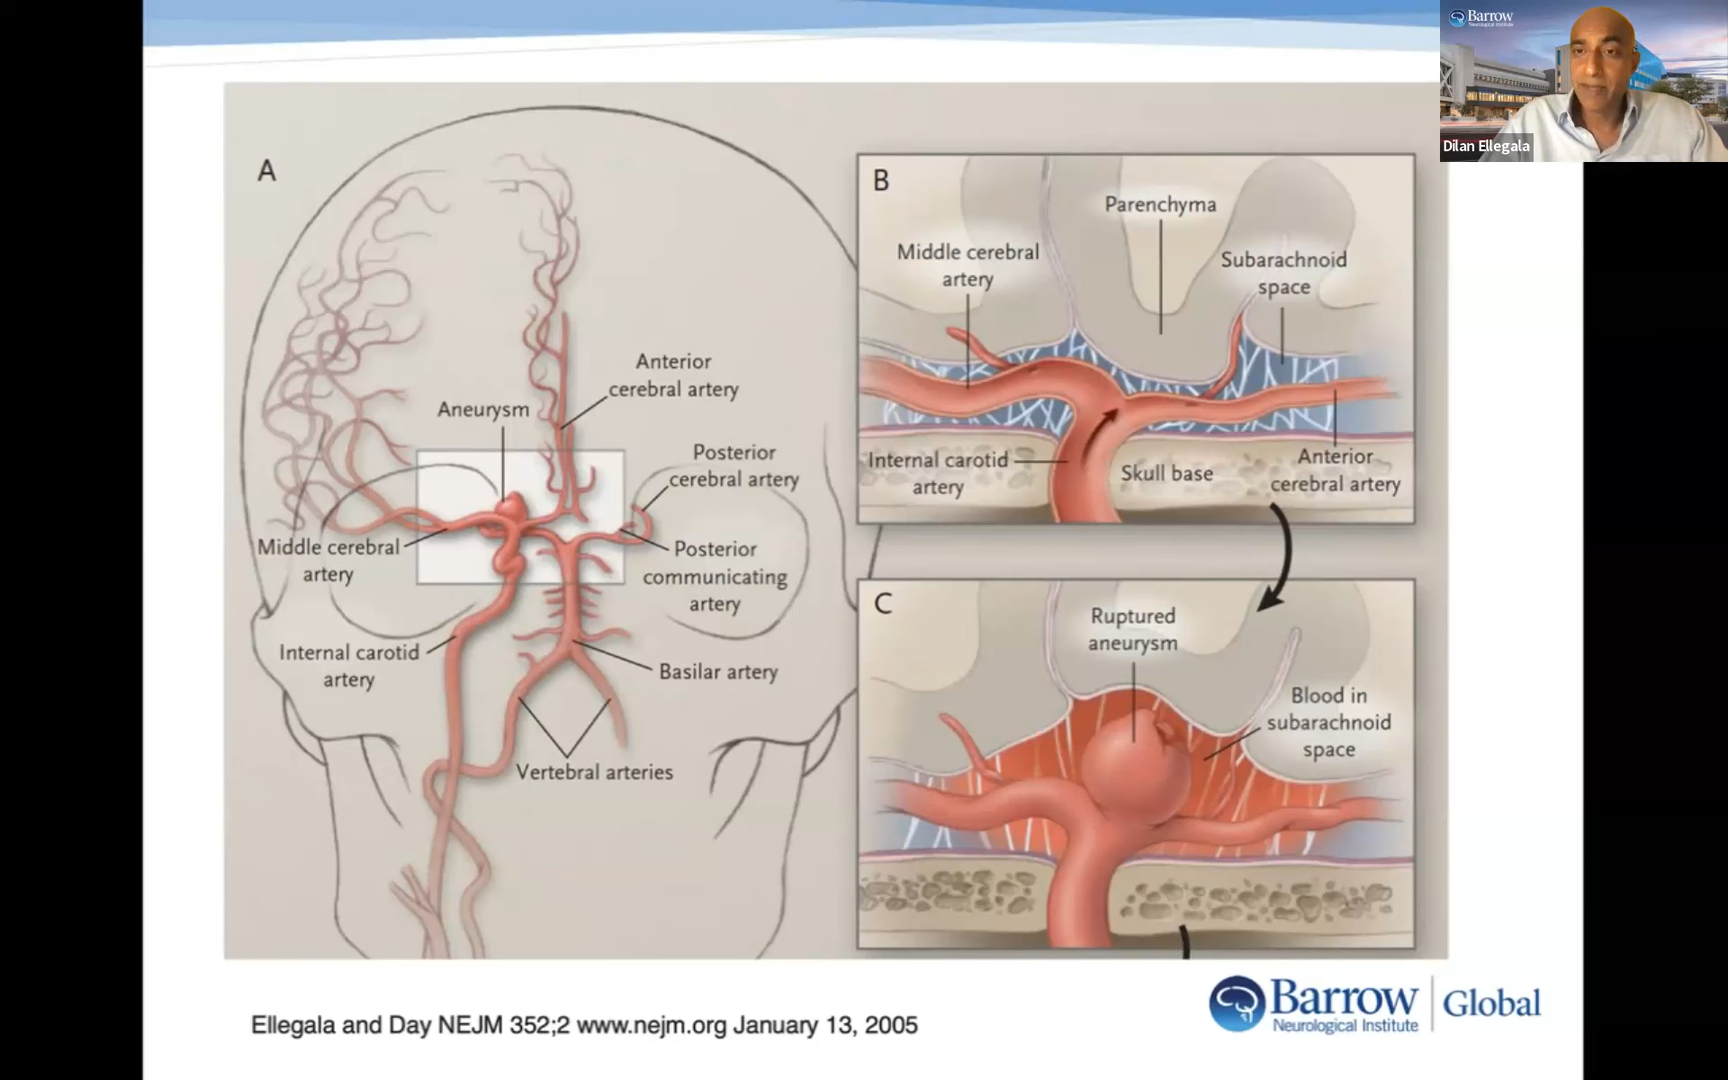 Barrow
Neurological Institute
Dilan Ellegala
A
Aneurysm
Anterior
cerebral artery
Posterior
cerebral artery
Middle cerebral
artery
Posterior
communicating
artery
Internal carotid
artery
Basilar artery
Vertebral arteries
B
Parenchyma
Middle cerebral
artery
Subarachnoid
space
Internal carotid
artery
Skull base
Anterior
cerebral artery
C
Ruptured
aneurysm
Blood in
subarachnoid
space
Ellegala and Day NEJM 352;2 www.nejm.org January 13, 2005
Barrow
Neurological Institute
Global